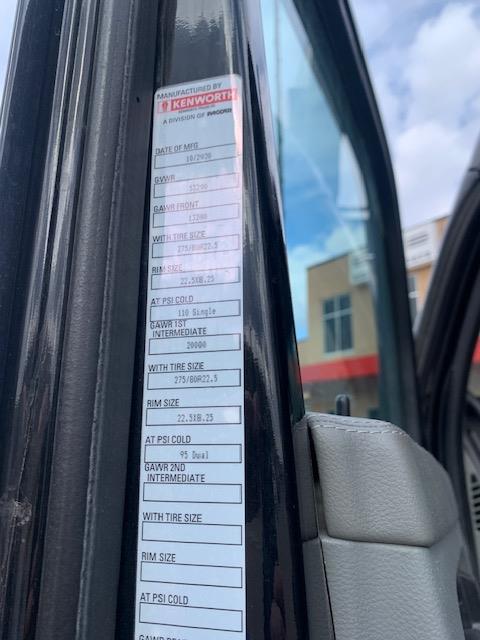 MANUFACTURED BY
KENWORTH
A DIVISION OF PACCAR
DATE OF MFG
10/2020
GVWR
53200
GAWR FRONT
13200
WITH TIRE SIZE
275/80R22.5
RIM SIZE
22.5X8.25
AT PSI COLD
110 Single
GAWR 1ST
INTERMEDIATE
20000
WITH TIRE SIZE
275/80R22.5
RIM SIZE
22.5X8.25
AT PSI COLD
95 Dual
GAWR 2ND
INTERMEDIATE
WITH TIRE SIZE
RIM SIZE
AT PSI COLD